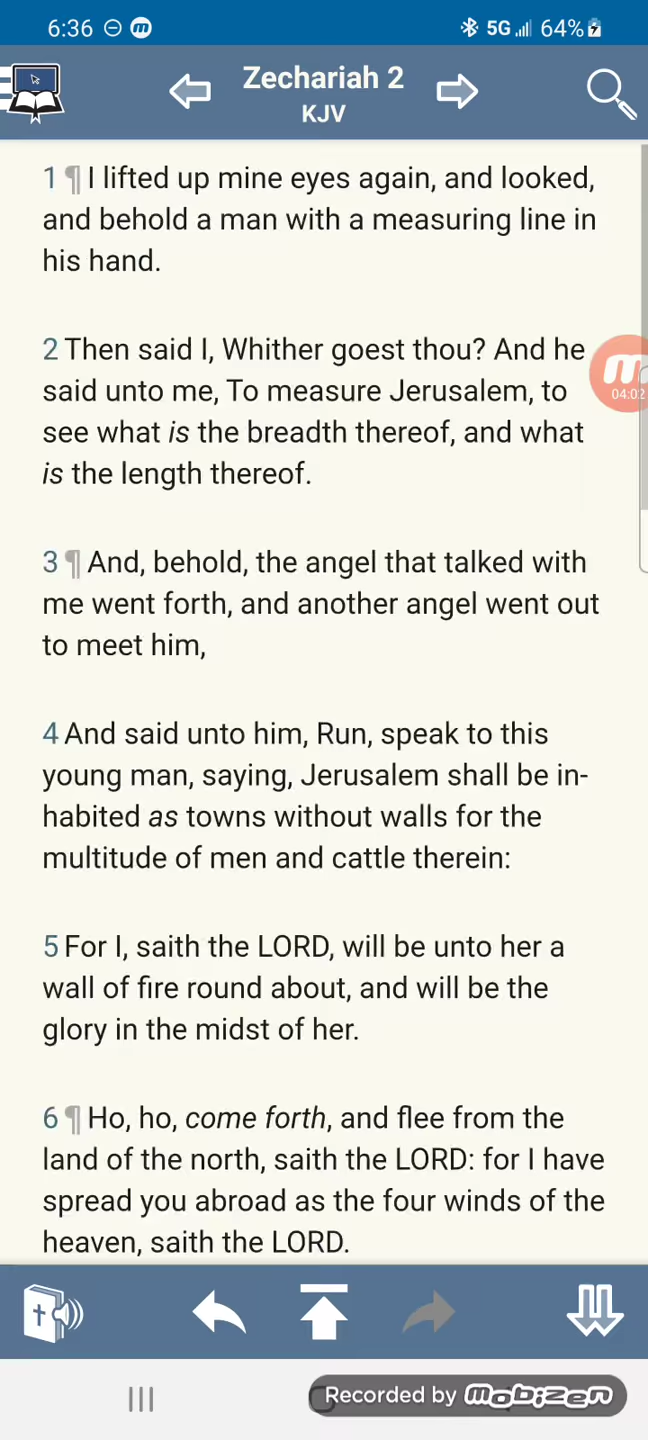 6:36
5G 64%
Zechariah 2
KJV
1 ¶ I lifted up mine eyes again, and looked,
and behold a man with a measuring line in
his hand.
2 Then said I, Whither goest thou? And he
said unto me, To measure Jerusalem, to
see what is the breadth thereof, and what
is the length thereof.
04:02
3 ¶ And, behold, the angel that talked with
me went forth, and another angel went out
to meet him,
4 And said unto him, Run, speak to this
young man, saying, Jerusalem shall be in-
habited as towns without walls for the
multitude of men and cattle therein:
5 For I, saith the LORD, will be unto her a
wall of fire round about, and will be the
glory in the midst of her.
6 ¶ Ho, ho, come forth, and flee from the
land of the north, saith the LORD: for I have
spread you abroad as the four winds of the
heaven, saith the LORD.
Recorded by mobizen